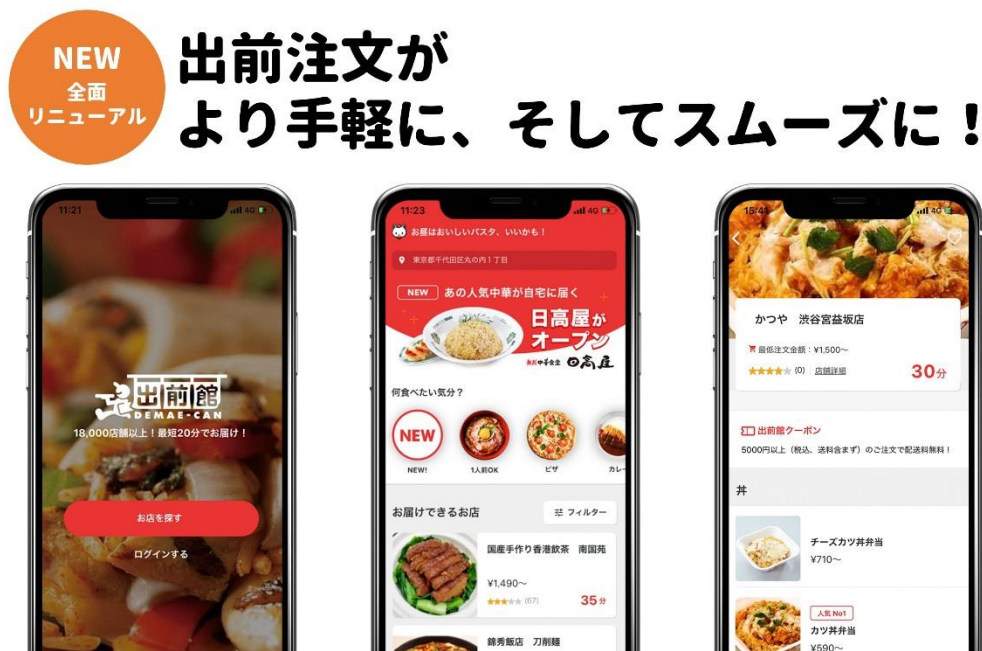 NEW
全面
リニューアル
出前注文が
より手軽に、そしてスムーズに！
11:21
4G
出前館
DEMAE-CAN
18,000店舗以上！最短20分でお届け！
お店を探す
ログインする
11:23
4G
お昼はおいしいパスタ、いいかも！
東京都千代田区丸の内１丁目
NEW あの人気中華が自宅に届く
日高屋が
オープン
熱烈中華食堂 日高屋
何食べたい気分？
NEW
NEW!
1人前OK
ピザ
カレー
お届けできるお店
フィルター
国産手作り香港飲茶 南国苑
¥1,490〜
(67)
35分
錦秀飯店 刀削麺
15:44
4G
かつや 渋谷宮益坂店
最低注文金額：¥1,500〜
(0) 店舗詳細
30分
出前館クーポン
5000円以上（税込、送料含まず）のご注文で配送料無料！
丼
チーズカツ丼弁当
¥710〜
人気 No1
カツ丼弁当
¥590〜